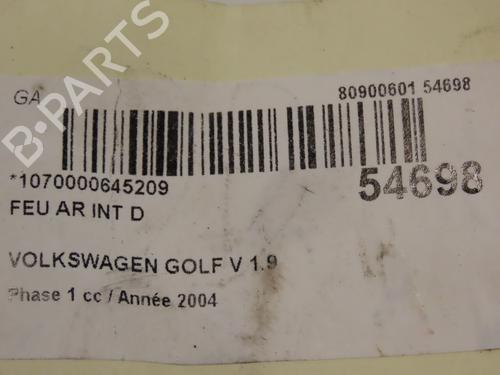 GA
80900601 54698
B-PARTS
*1070000645209
54698
FEU AR INT D
VOLKSWAGEN GOLF V 1.9
Phase 1 cc / Année 2004